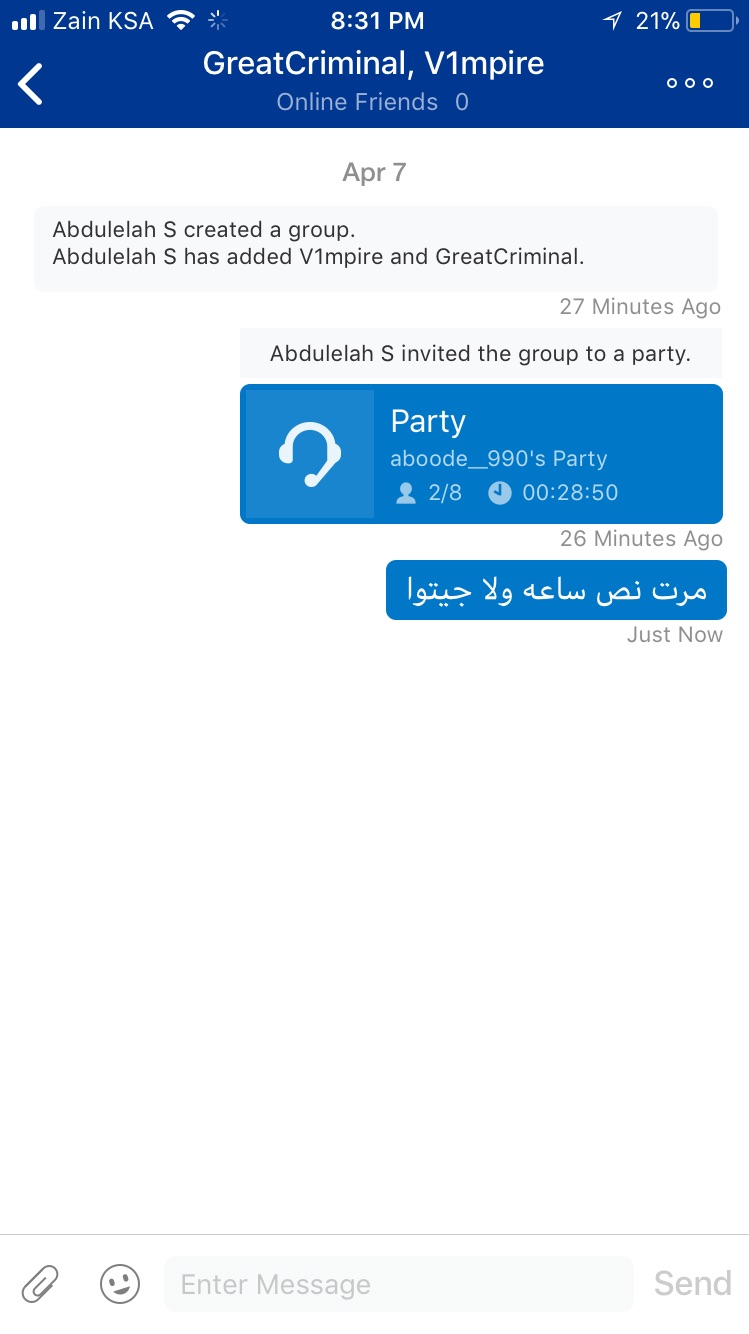 Zain KSA 8:31 PM 21%
GreatCriminal, V1mpire
Online Friends 0
Apr 7
Abdulelah S created a group.
Abdulelah S has added V1mpire and GreatCriminal.
27 Minutes Ago
Abdulelah S invited the group to a party.
Party
aboode__990's Party
2/8 00:28:50
26 Minutes Ago
مرت نص ساعه ولا جيتوا
Just Now
Enter Message Send